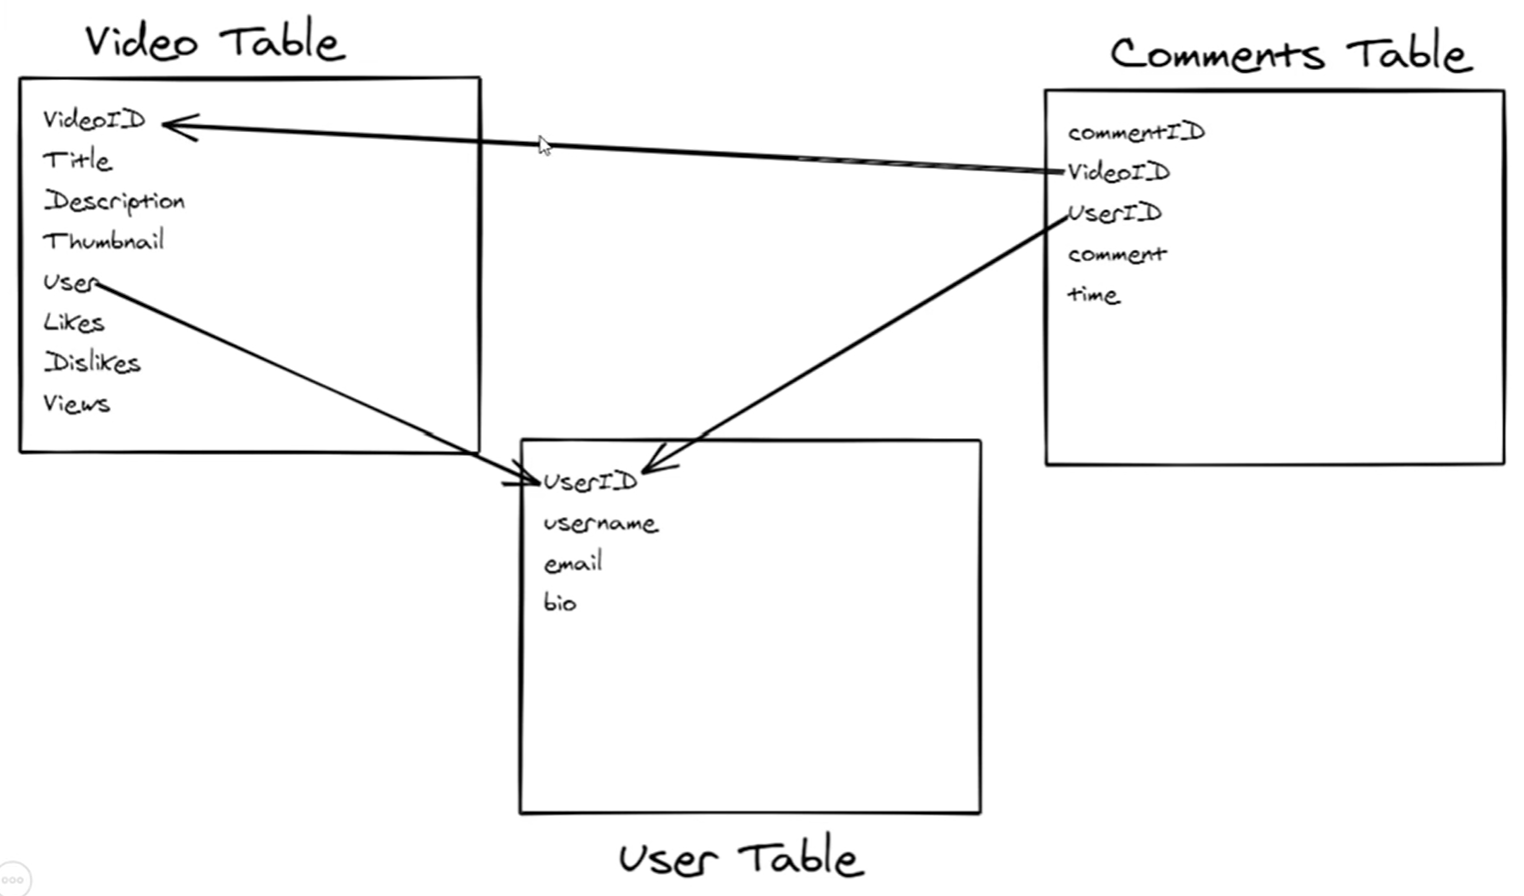 Video Table
VideoID
Title
Description
Thumbnail
User
Likes
Dislikes
Views
Comments Table
commentID
VideoID
UserID
comment
time
UserID
username
email
bio
User Table